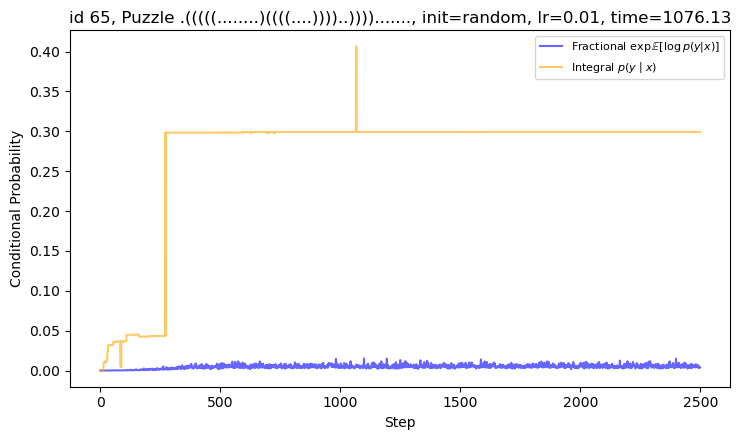 id 65, Puzzle .(((((........)((((....))))..))))......., init=random, lr=0.01, time=1076.13
Fractional exp𝔼[log p(y|x)]
Integral p(y | x)
Conditional Probability
0.40
0.35
0.30
0.25
0.20
0.15
0.10
0.05
0.00
0 500 1000 1500 2000 2500
Step